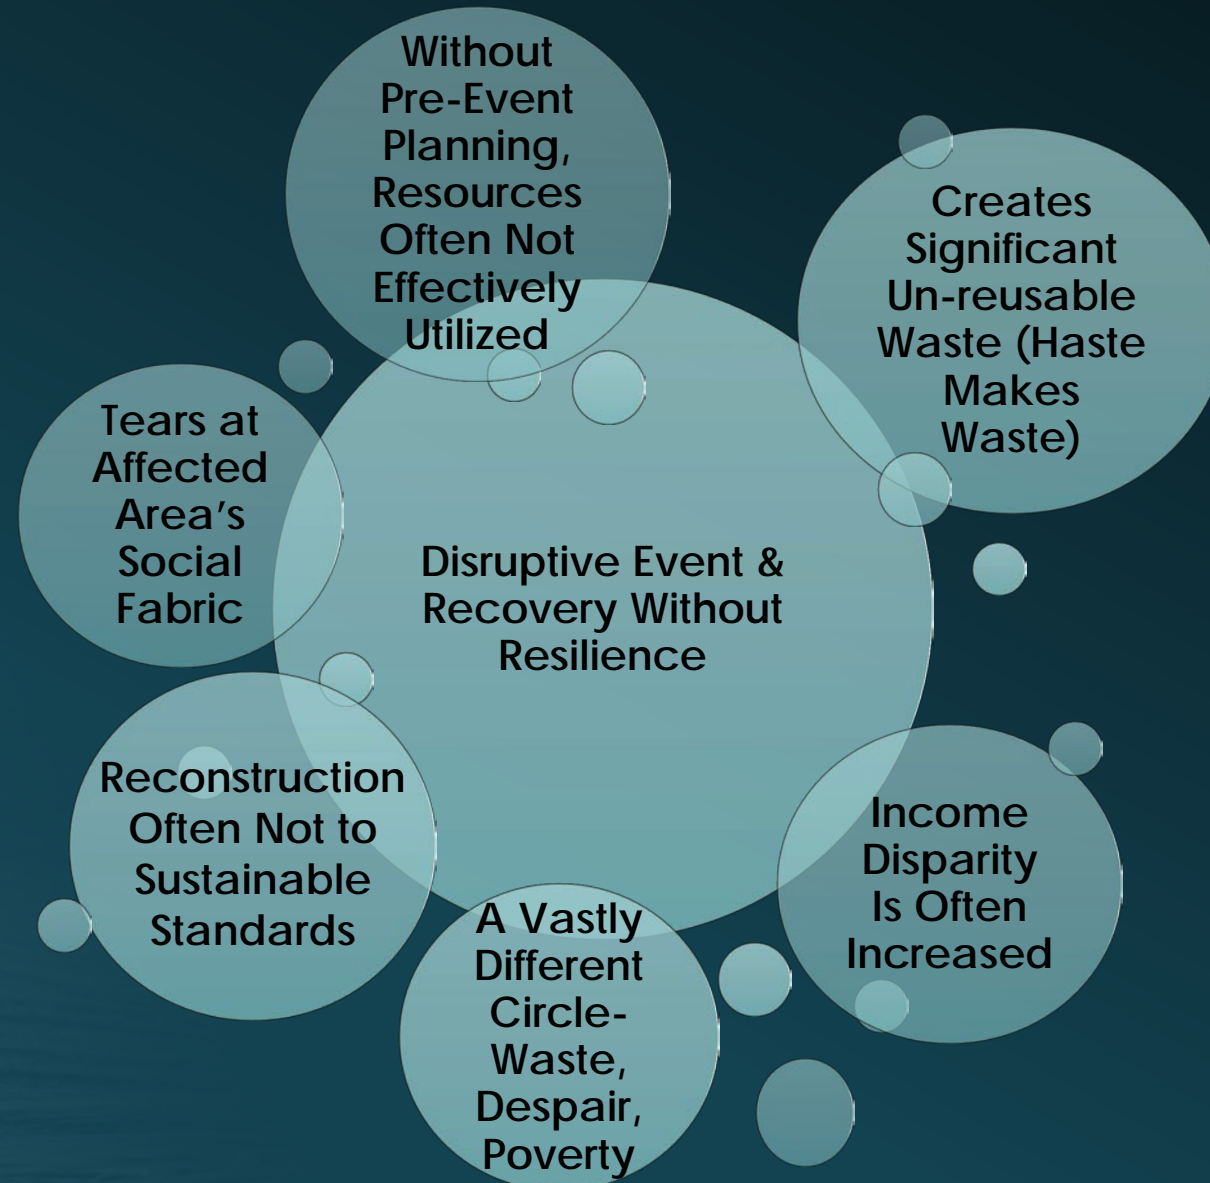 Without
Pre-Event
Planning,
Resources
Often Not
Effectively
Utilized
Creates
Significant
Un-reusable
Waste (Haste
Makes
Waste)
Tears at
Affected
Area’s
Social
Fabric
Disruptive Event &
Recovery Without
Resilience
Reconstruction
Often Not to
Sustainable
Standards
Income
Disparity
Is Often
Increased
A Vastly
Different
Circle-
Waste,
Despair,
Poverty